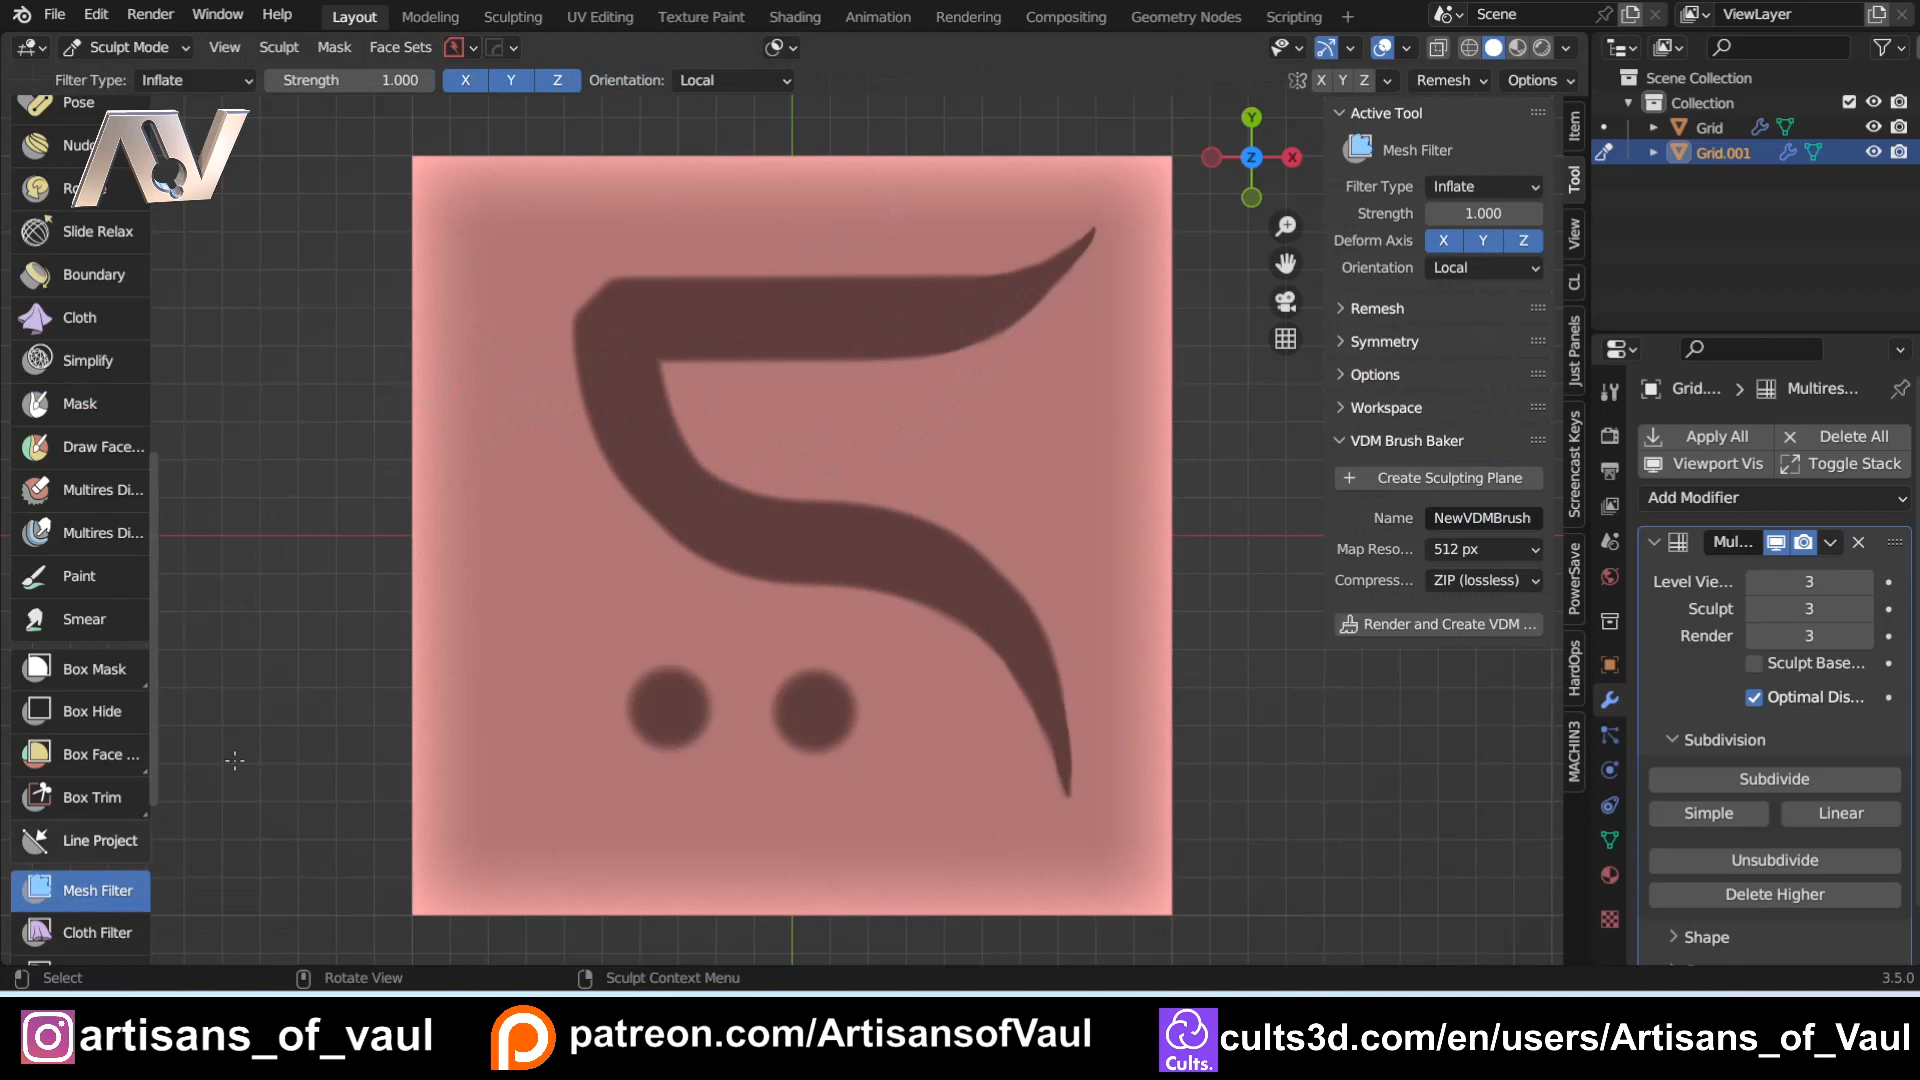 File Edit Render Window Help Layout Modeling Sculpting UV Editing Texture Paint Shading Animation Rendering Compositing Geometry Nodes Scripting + Scene ViewLayer
Sculpt Mode View Sculpt Mask Face Sets
Filter Type: Inflate Strength 1.000 X Y Z Orientation: Local X Y Z Remesh Options
Pose
Nud
Slide Relax
Boundary
Cloth
Simplify
Mask
Draw Face...
Multires Di...
Multires Di...
Paint
Smear
Box Mask
Box Hide
Box Face ...
Box Trim
Line Project
Mesh Filter
Cloth Filter
AV
Y
Z X
Active Tool
Mesh Filter
Filter Type Inflate
Strength 1.000
Deform Axis X Y Z
Orientation Local
Remesh
Symmetry
Options
Workspace
VDM Brush Baker
Create Sculpting Plane
Name NewVDMBrush
Map Reso... 512 px
Compress... ZIP (lossless)
Render and Create VDM ...
Item
Tool
View
CL
Just Panels
Screencast Keys
PowerSave
HardOps
MACHIN3
Scene Collection
Collection
Grid
Grid.001
Grid.... Multires...
Apply All Delete All
Viewport Vis Toggle Stack
Add Modifier
Mul...
Level Vie... 3
Sculpt 3
Render 3
Sculpt Base...
Optimal Dis...
Subdivision
Subdivide
Simple Linear
Unsubdivide
Delete Higher
Shape
Select Rotate View Sculpt Context Menu 3.5.0
artisans_of_vaul patreon.com/ArtisansofVaul Cults. cults3d.com/en/users/Artisans_of_Vaul